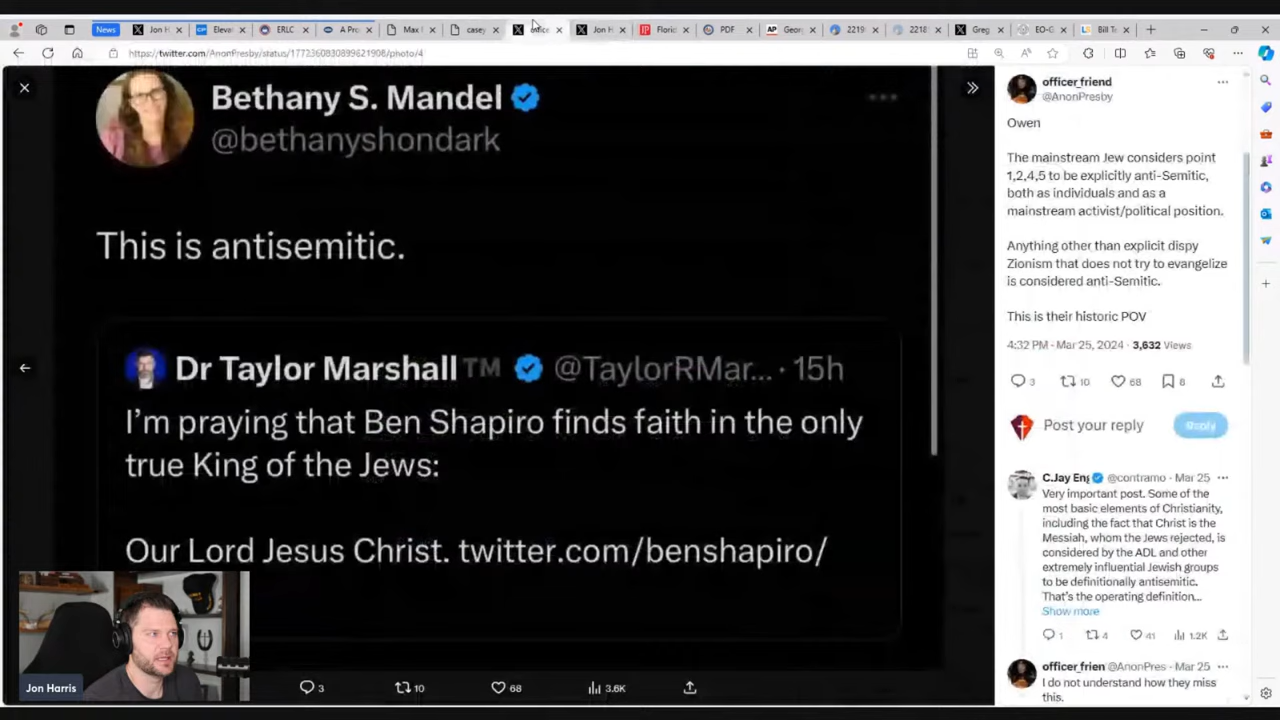 News
Jon H
Elevat
ERLC
A Pro
Max
casey
office
Jon H
Florid
PDF
2219
AP
Geor
2218
Greg
EO-G
Bill T
https://twitter.com/AnonPresby/status/1772360830899621908/photo/4
Bethany S. Mandel
@bethanyshondark
This is antisemitic.
Dr Taylor Marshall™ @TaylorRMar... · 15h
I'm praying that Ben Shapiro finds faith in the only
true King of the Jews:
Our Lord Jesus Christ. twitter.com/benshapiro/
3 10 68 3.6K
Jon Harris
officer_friend
@AnonPresby
Owen
The mainstream Jew considers point
1,2,4,5 to be explicitly anti-Semitic,
both as individuals and as a
mainstream activist/political position.
Anything other than explicit dispy
Zionism that does not try to evangelize
is considered anti-Semitic.
This is their historic POV
4:32 PM · Mar 25, 2024 · 3,632 Views
3 10 68 8
Post your reply
Reply
C.Jay Eng @contramo · Mar 25
Very important post. Some of the
most basic elements of Christianity,
including the fact that Christ is the
Messiah, whom the Jews rejected, is
considered by the ADL and other
extremely influential Jewish groups
to be definitionally antisemitic.
That's the operating definition...
Show more
1 4 41 1.2K
officer_frien @AnonPres · Mar 25
I do not understand how they miss
this.